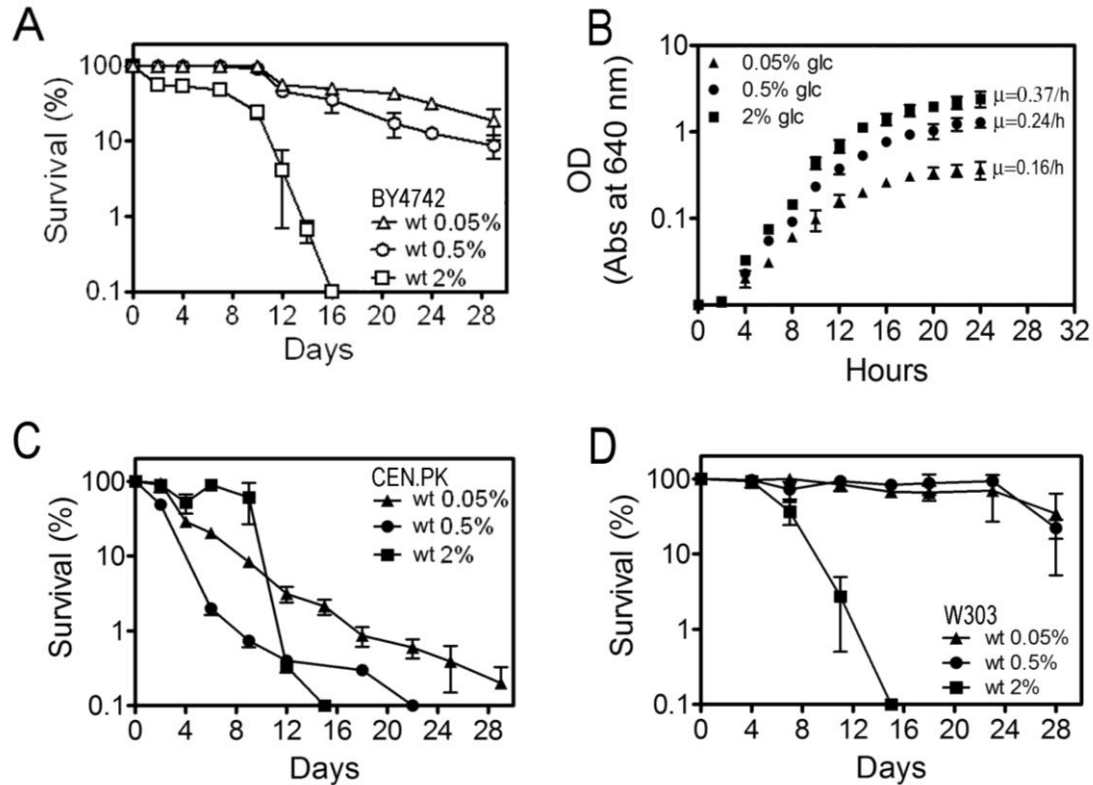 A
Survival (%)
100
10
1
0.1
0 4 8 12 16 20 24 28
Days
BY4742
wt 0.05%
wt 0.5%
wt 2%
B
OD
(Abs at 640 nm)
10
1
0.1
0 4 8 12 16 20 24 28 32
Hours
0.05% glc
0.5% glc
2% glc
μ=0.37/h
μ=0.24/h
μ=0.16/h
C
Survival (%)
100
10
1
0.1
0 4 8 12 16 20 24 28
Days
CEN.PK
wt 0.05%
wt 0.5%
wt 2%
D
Survival (%)
100
10
1
0.1
0 4 8 12 16 20 24 28
Days
W303
wt 0.05%
wt 0.5%
wt 2%